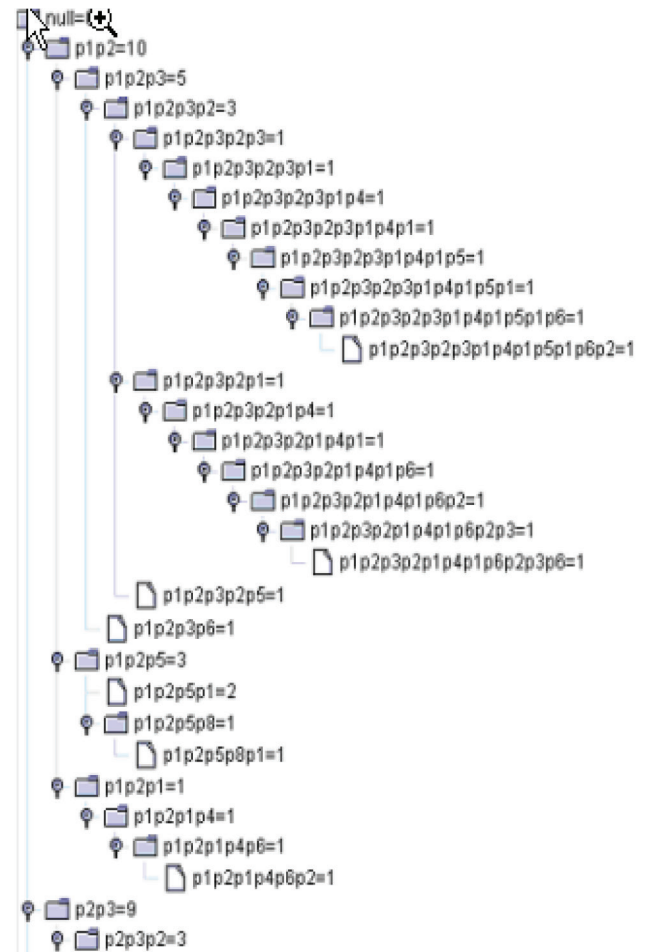 null=
p1p2=10
p1p2p3=5
p1p2p3p2=3
p1p2p3p2p3=1
p1p2p3p2p3p1=1
p1p2p3p2p3p1p4=1
p1p2p3p2p3p1p4p1=1
p1p2p3p2p3p1p4p1p5=1
p1p2p3p2p3p1p4p1p5p1=1
p1p2p3p2p3p1p4p1p5p1p6=1
p1p2p3p2p3p1p4p1p5p1p6p2=1
p1p2p3p2p1=1
p1p2p3p2p1p4=1
p1p2p3p2p1p4p1=1
p1p2p3p2p1p4p1p6=1
p1p2p3p2p1p4p1p6p2=1
p1p2p3p2p1p4p1p6p2p3=1
p1p2p3p2p1p4p1p6p2p3p6=1
p1p2p3p2p5=1
p1p2p3p6=1
p1p2p5=3
p1p2p5p1=2
p1p2p5p8=1
p1p2p5p8p1=1
p1p2p1=1
p1p2p1p4=1
p1p2p1p4p6=1
p1p2p1p4p6p2=1
p2p3=9
p2p3p2=3